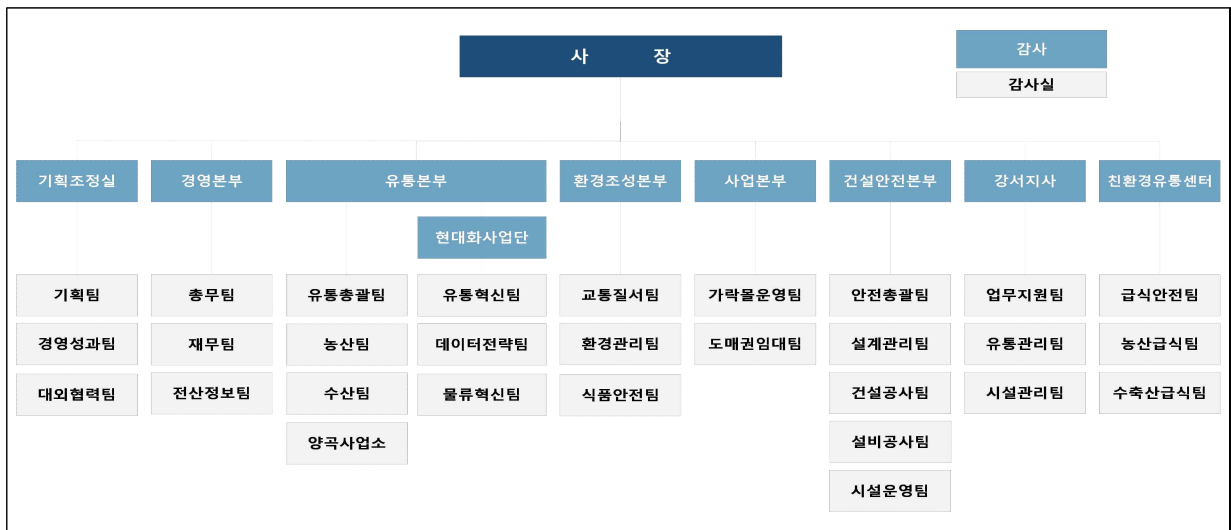 사 장
감사
감사실
기획조정실
경영본부
유통본부
환경조성본부
사업본부
건설안전본부
강서지사
친환경유통센터
현대화사업단
기획팀
총무팀
유통총괄팀
유통혁신팀
교통질서팀
가락몰운영팀
안전총괄팀
업무지원팀
급식안전팀
경영성과팀
재무팀
농산팀
데이터전략팀
환경관리팀
도매권임대팀
설계관리팀
유통관리팀
농산급식팀
대외협력팀
전산정보팀
수산팀
물류혁신팀
식품안전팀
건설공사팀
시설관리팀
수축산급식팀
양곡사업소
설비공사팀
시설운영팀